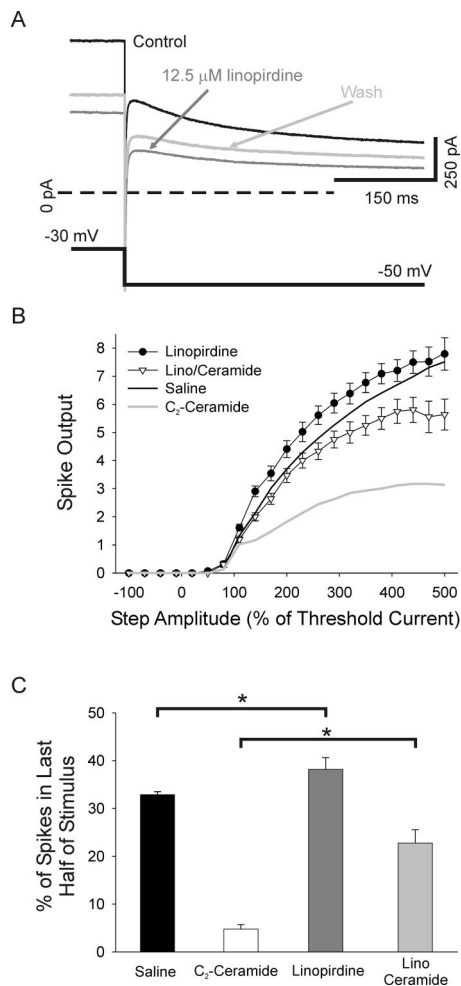 A
Control
12.5 µM linopirdine
Wash
250 pA
150 ms
0 pA
-30 mV
-50 mV
B
Linopirdine
Lino/Ceramide
Saline
C₂-Ceramide
Spike Output
8
7
6
5
4
3
2
1
0
-100 0 100 200 300 400 500
Step Amplitude (% of Threshold Current)
C
* 
*
% of Spikes in Last
Half of Stimulus
50
40
30
20
10
0
Saline
C₂-Ceramide
Linopirdine
Lino
Ceramide